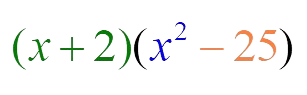 (x + 2)(x² − 25)